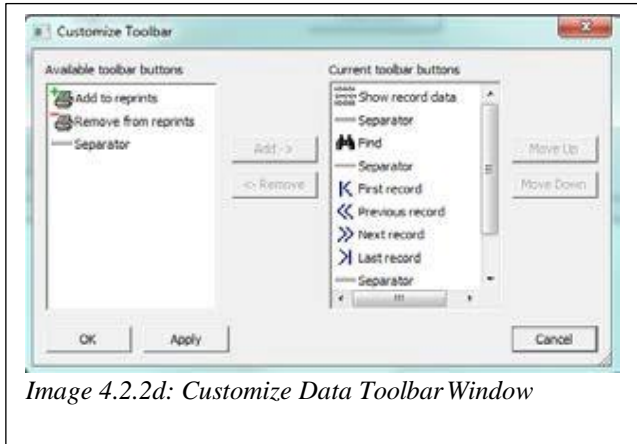 Customize Toolbar
Available toolbar buttons
Add to reprints
Remove from reprints
Separator
Add ->
<- Remove
Current toolbar buttons
Show record data
Separator
Find
Separator
First record
Previous record
Next record
Last record
Separator
Move Up
Move Down
OK
Apply
Cancel
Image 4.2.2d: Customize Data Toolbar Window